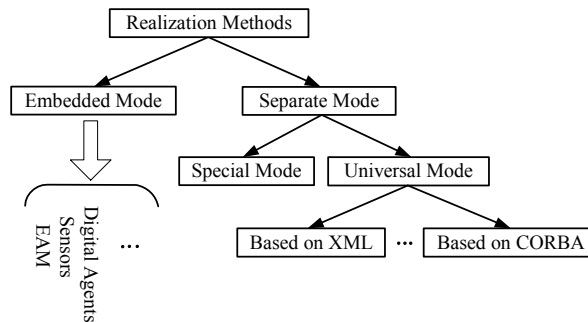 Realization Methods
Embedded Mode
Separate Mode
Special Mode
Universal Mode
EAM
Sensors
Digital Agents
...
Based on XML
...
Based on CORBA